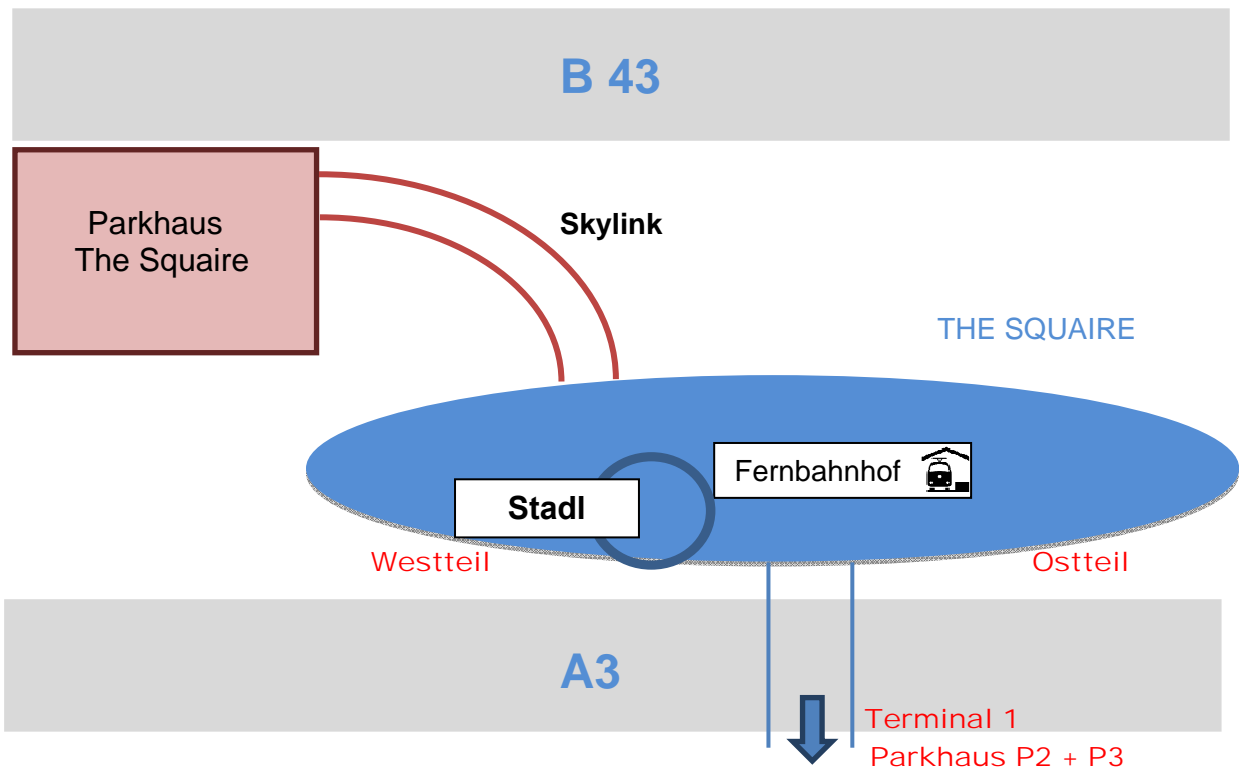 B 43
Parkhaus
The Squaire
Skylink
THE SQUAIRE
Fernbahnhof
Stadl
Westteil
Ostteil
A3
Terminal 1
Parkhaus P2 + P3